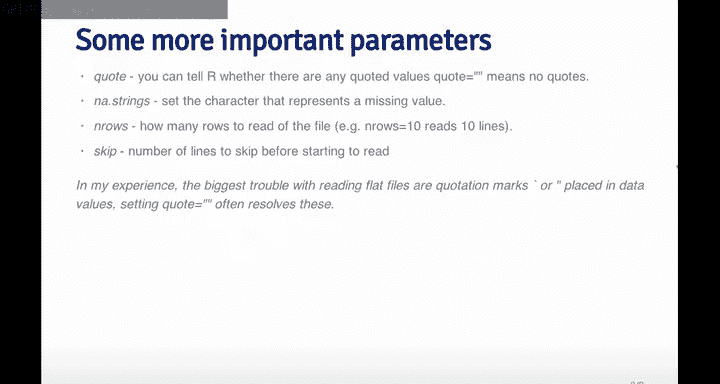 Some more important parameters
· quote - you can tell R whether there are any quoted values quote="" means no quotes.
· na.strings - set the character that represents a missing value.
· nrows - how many rows to read of the file (e.g. nrows=10 reads 10 lines).
· skip - number of lines to skip before starting to read
In my experience, the biggest trouble with reading flat files are quotation marks ` or " placed in data
values, setting quote="" often resolves these.